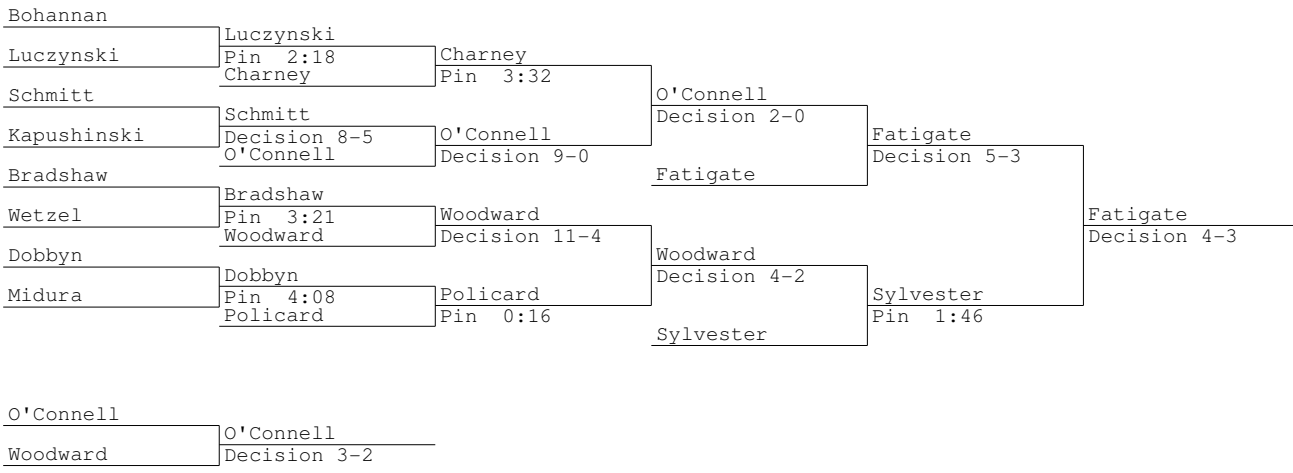 Bohannan
Luczynski
Luczynski
Pin 2:18
Charney
Charney
Pin 3:32
Schmitt
Kapushinski
Schmitt
Decision 8-5
O'Connell
O'Connell
Decision 9-0
O'Connell
Decision 2-0
Fatigate
Fatigate
Decision 5-3
Bradshaw
Wetzel
Bradshaw
Pin 3:21
Woodward
Woodward
Decision 11-4
Dobbyn
Midura
Dobbyn
Pin 4:08
Policard
Policard
Pin 0:16
Woodward
Decision 4-2
Sylvester
Sylvester
Pin 1:46
Fatigate
Decision 4-3
O'Connell
Woodward
O'Connell
Decision 3-2